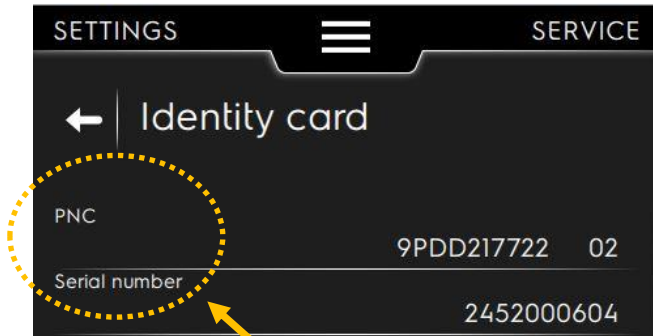 SETTINGS SERVICE
Identity card
PNC
9PDD217722 02
Serial number
2452000604